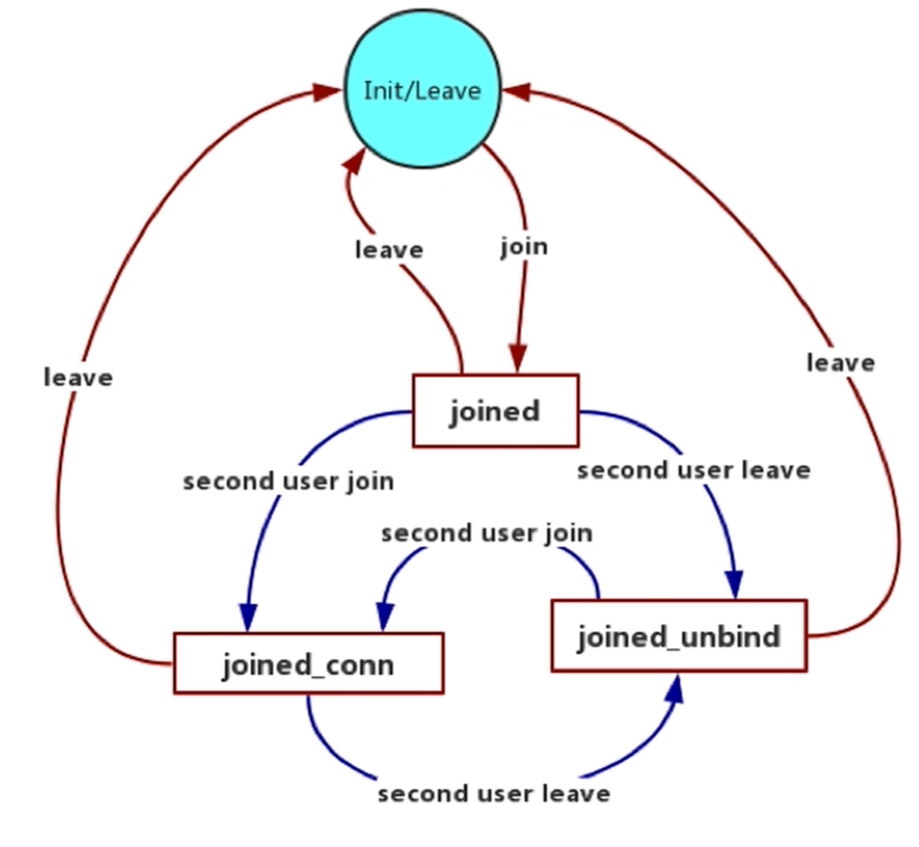 Init/Leave
leave
join
leave
leave
joined
second user join
second user leave
second user join
joined_conn
joined_unbind
second user leave